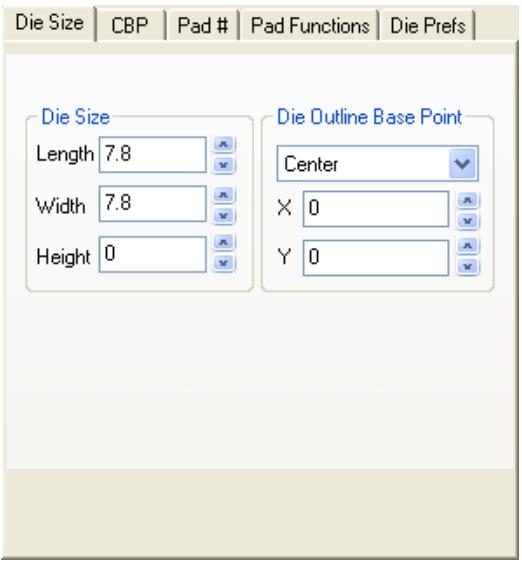 Die Size CBP Pad # Pad Functions Die Prefs
Die Size
Length 7.8
Width 7.8
Height 0
Die Outline Base Point
Center
X 0
Y 0